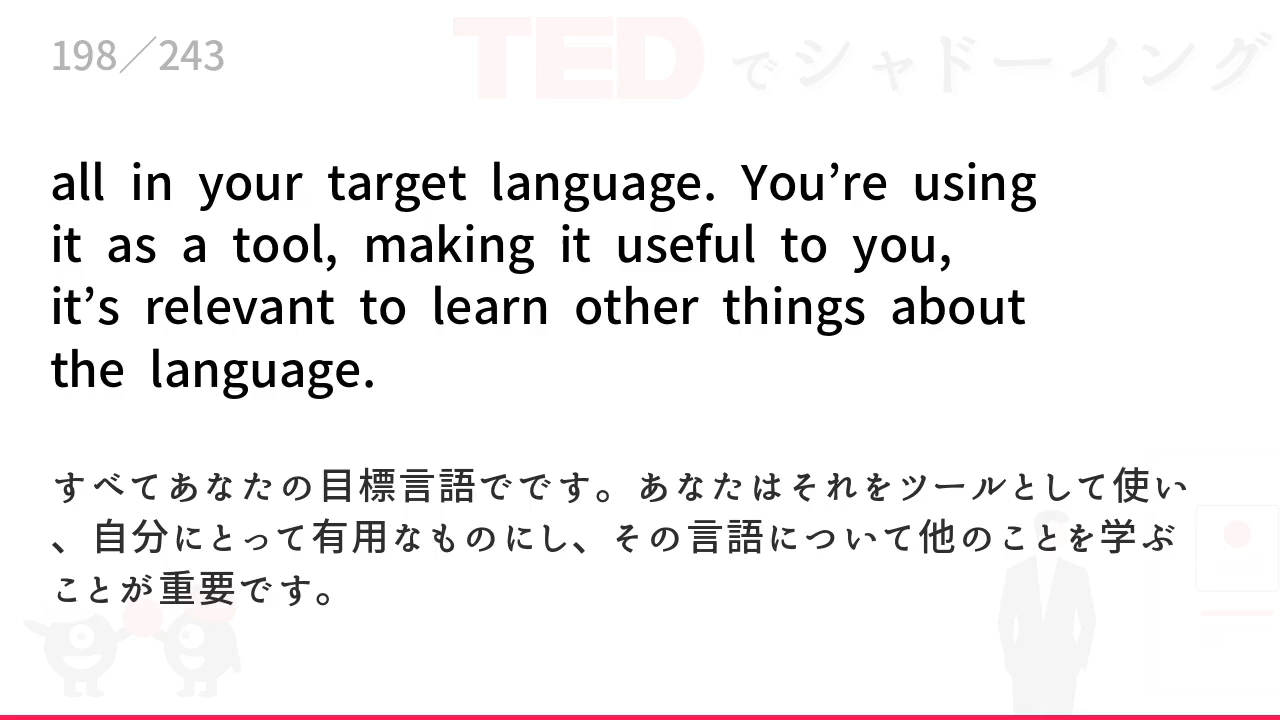 198／243
TEDでシャドーイング
all in your target language. You’re using
it as a tool, making it useful to you,
it’s relevant to learn other things about
the language.
すべてあなたの目標言語でです。あなたはそれをツールとして使い
、自分にとって有用なものにし、その言語について他のことを学ぶ
ことが重要です。